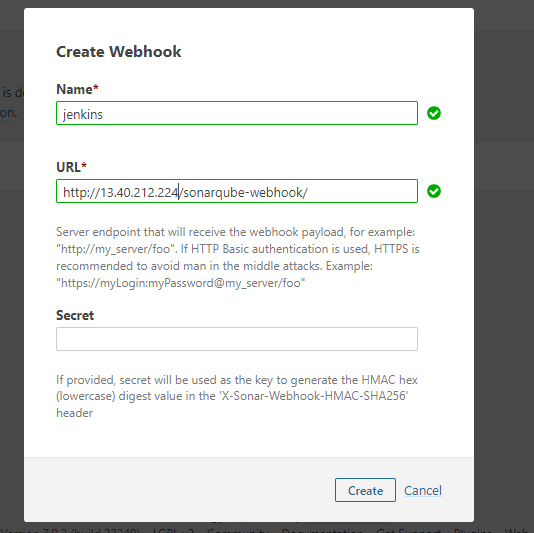 Create Webhook
is d
on.
Name*
jenkins
URL*
http://13.40.212.224/sonarqube-webhook/
Server endpoint that will receive the webhook payload, for example:
"http://my_server/foo". If HTTP Basic authentication is used, HTTPS is
recommended to avoid man in the middle attacks. Example:
"https://myLogin:myPassword@my_server/foo"
Secret
If provided, secret will be used as the key to generate the HMAC hex
(lowercase) digest value in the 'X-Sonar-Webhook-HMAC-SHA256'
header
Create Cancel